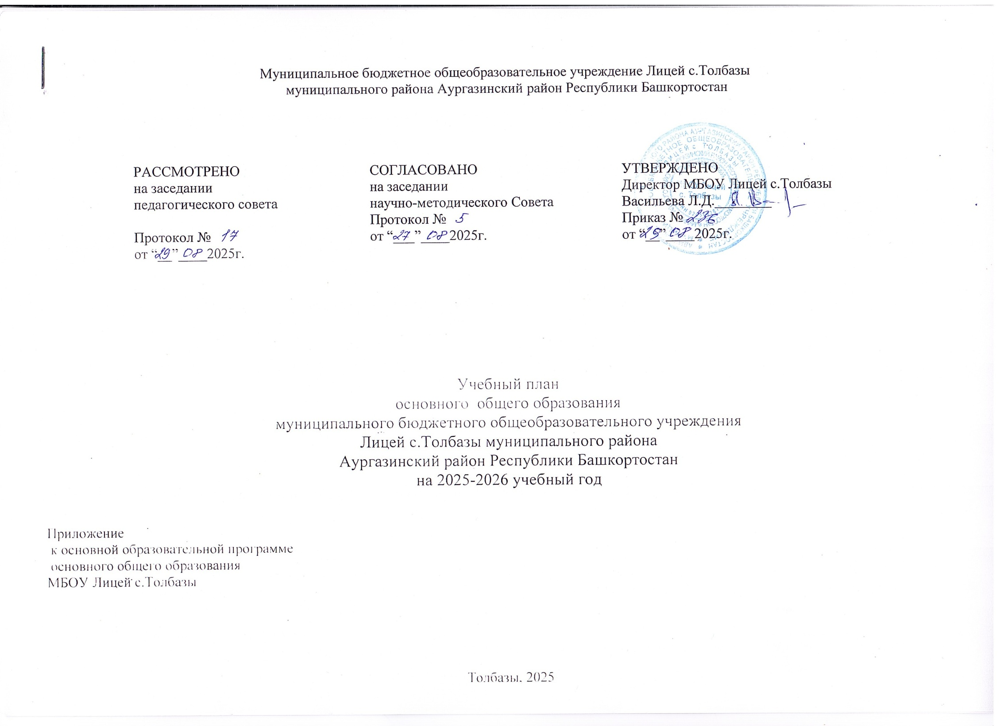 Муниципальное бюджетное общеобразовательное учреждение Лицей с.Толбазы
муниципального района Аургазинский район Республики Башкортостан
РАССМОТРЕНО
на заседании
педагогического совета
Протокол № 17
от “29” 08 2025г.
СОГЛАСОВАНО
на заседании
научно-методического Совета
Протокол № 5
от “27” 08 2025г.
УТВЕРЖДЕНО
Директор МБОУ Лицей с.Толбазы
Васильева Л.Д.
Приказ № 236
от “29” 08 2025г.
Учебный план
основного общего образования
муниципального бюджетного общеобразовательного учреждения
Лицей с.Толбазы муниципального района
Аургазинский район Республики Башкортостан
на 2025-2026 учебный год
Приложение
к основной образовательной программе
основного общего образования
МБОУ Лицей с.Толбазы
Толбазы, 2025